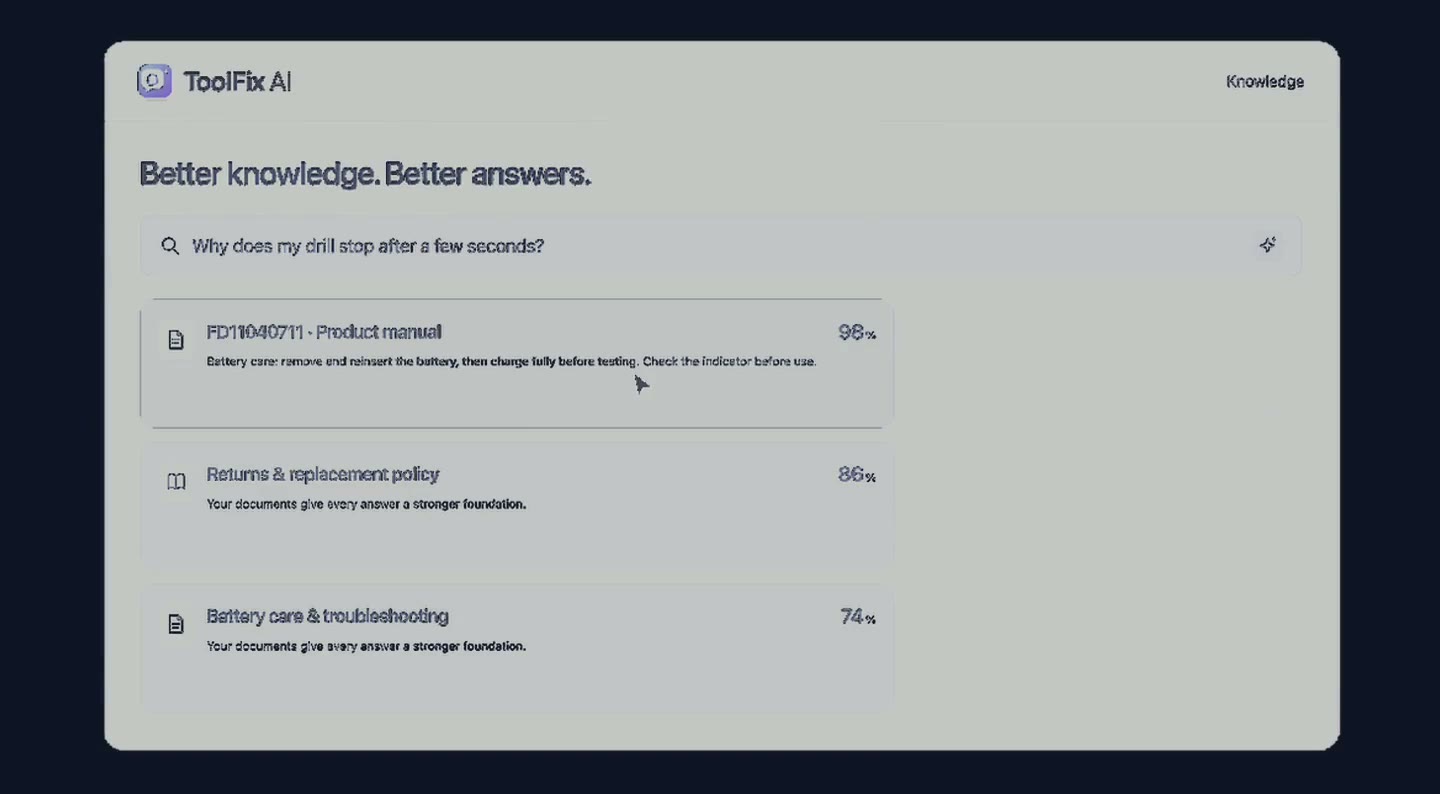 ToolFix AI
Knowledge
Better knowledge. Better answers.
Why does my drill stop after a few seconds?
FD11040711 · Product manual
98%
Battery care: remove and reinsert the battery, then charge fully before testing. Check the indicator before use.
Returns & replacement policy
86%
Your documents give every answer a stronger foundation.
Battery care & troubleshooting
74%
Your documents give every answer a stronger foundation.